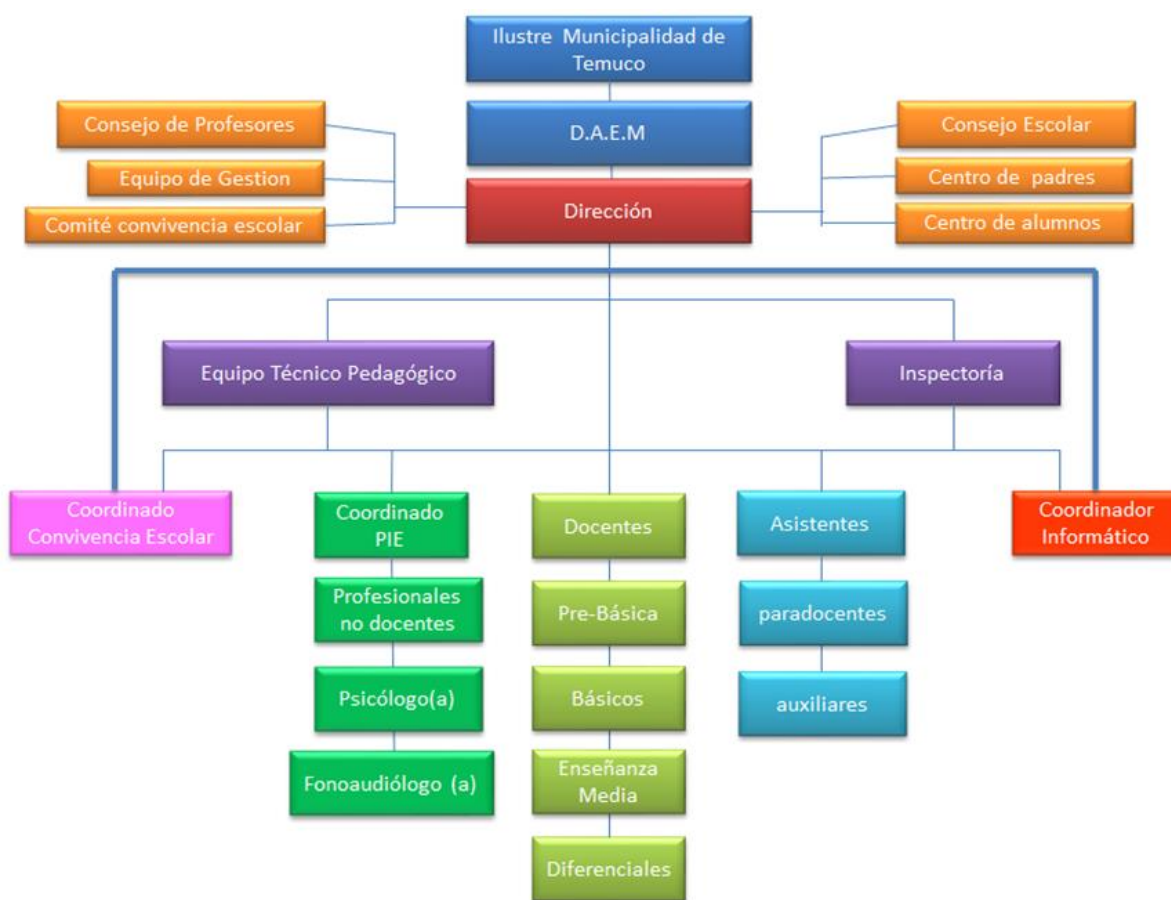 Ilustre Municipalidad de
Temuco
D.A.E.M
Dirección
Consejo de Profesores
Equipo de Gestion
Comité convivencia escolar
Consejo Escolar
Centro de padres
Centro de alumnos
Equipo Técnico Pedagógico
Inspectoría
Coordinado
Convivencia Escolar
Coordinado
PIE
Profesionales
no docentes
Psicólogo(a)
Fonoaudiólogo (a)
Docentes
Pre-Básica
Básicos
Enseñanza
Media
Diferenciales
Asistentes
paradocentes
auxiliares
Coordinador
Informático